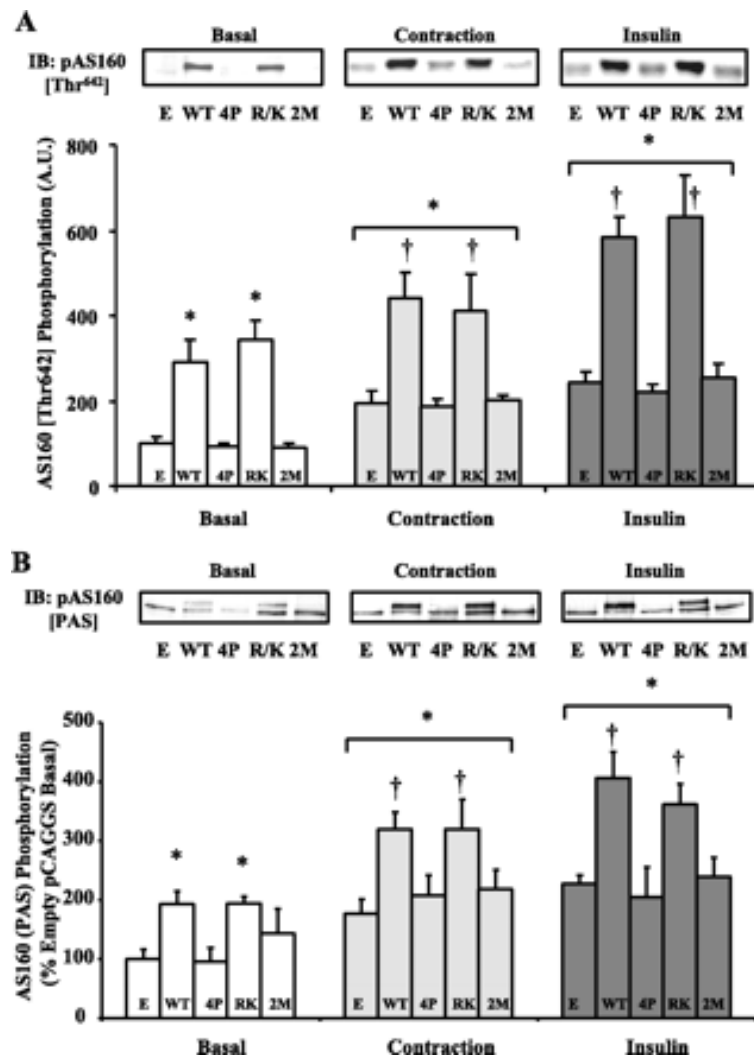 A
Basal Contraction Insulin
IB: pAS160
[Thr⁶⁴²]
E WT 4P R/K 2M E WT 4P R/K 2M E WT 4P R/K 2M
AS160 [Thr642] Phosphorylation (A.U.)
800
600
400
200
0
* * * † † * † †
E WT 4P RK 2M E WT 4P RK 2M E WT 4P RK 2M
Basal Contraction Insulin
B
Basal Contraction Insulin
IB: pAS160
[PAS]
E WT 4P R/K 2M E WT 4P R/K 2M E WT 4P R/K 2M
AS160 (PAS) Phosphorylation
(% Empty pCAGGS Basal)
500
400
300
200
100
0
* * * † † * † †
E WT 4P RK 2M E WT 4P RK 2M E WT 4P RK 2M
Basal Contraction Insulin